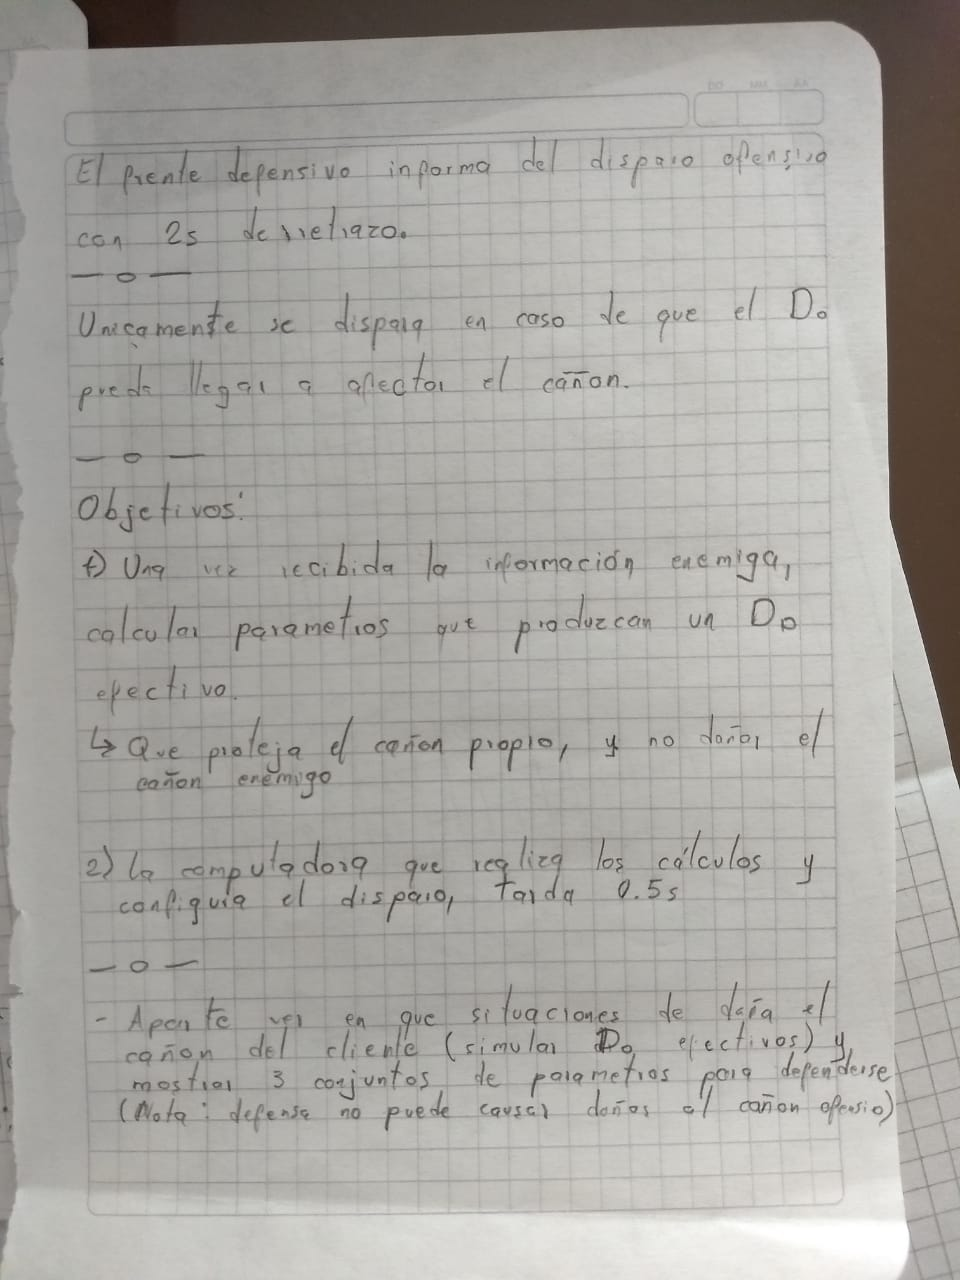 El frente defensivo informa del disparo ofensivo
con 2s de retrazo.
— o —
Unicamente se dispara en caso de que el Do
pueda llegar a afectar el cañon.
— o —
Objetivos:
1) Una vez recibida la información enemiga,
calcular parametros que produzcan un DD
efectivo.
↳ Que proteja el cañon propio, y no dañar el
cañon enemigo
2) la computadora que realiza los cálculos y
configura el disparo, tarda 0.5s
— o —
- Aparte ver en que situaciones se daña el
cañon del cliente (simular Do efectivos) y
mostrar 3 conjuntos de parametros para defenderse
(Nota: defensa no puede causar daños al cañon ofensio)